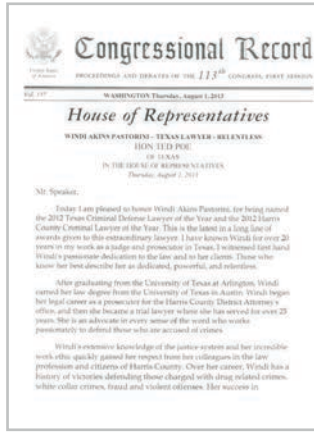 Congressional Record
United States
of America
PROCEEDINGS AND DEBATES OF THE 113th CONGRESS, FIRST SESSION
WASHINGTON Thursday, August 1, 2013
House of Representatives
WINDI AKINS PASTORINI - TEXAS LAWYER - RELENTLESS
HON TED POE
OF TEXAS
IN THE HOUSE OF REPRESENTATIVES
Thursday, August 1, 2013
Mr. Speaker,
Today I am pleased to honor Windi Akins Pastorini, for being named
the 2012 Texas Criminal Defense Lawyer of the Year and the 2012 Harris
County Criminal Lawyer of the Year. This is the latest in a long line of
awards given to this extraordinary lawyer. I have known Windi for over 20
years in my work as a judge and prosecutor in Texas. I witnessed first hand
Windi's passionate dedication to the law and to her clients. Those who
know her best describe her as dedicated, powerful, and relentless.
After graduating from the University of Texas at Arlington, Windi
earned her law degree from the University of Texas in Austin. Windi began
her legal career as a prosecutor for the Harris County District Attorney's
office, and then she became a trial lawyer where she has served for over 25
years. She is an advocate in every sense of the word who works
passionately to defend those who are accused of crimes.
Windi's extensive knowledge of the justice system and her incredible
work ethic quickly gained her respect from her colleagues in the law
profession and citizens of Harris County. Over her career, Windi has a
history of victories defending those charged with drug related crimes,
white collar crimes, fraud and violent offenses. Her success in